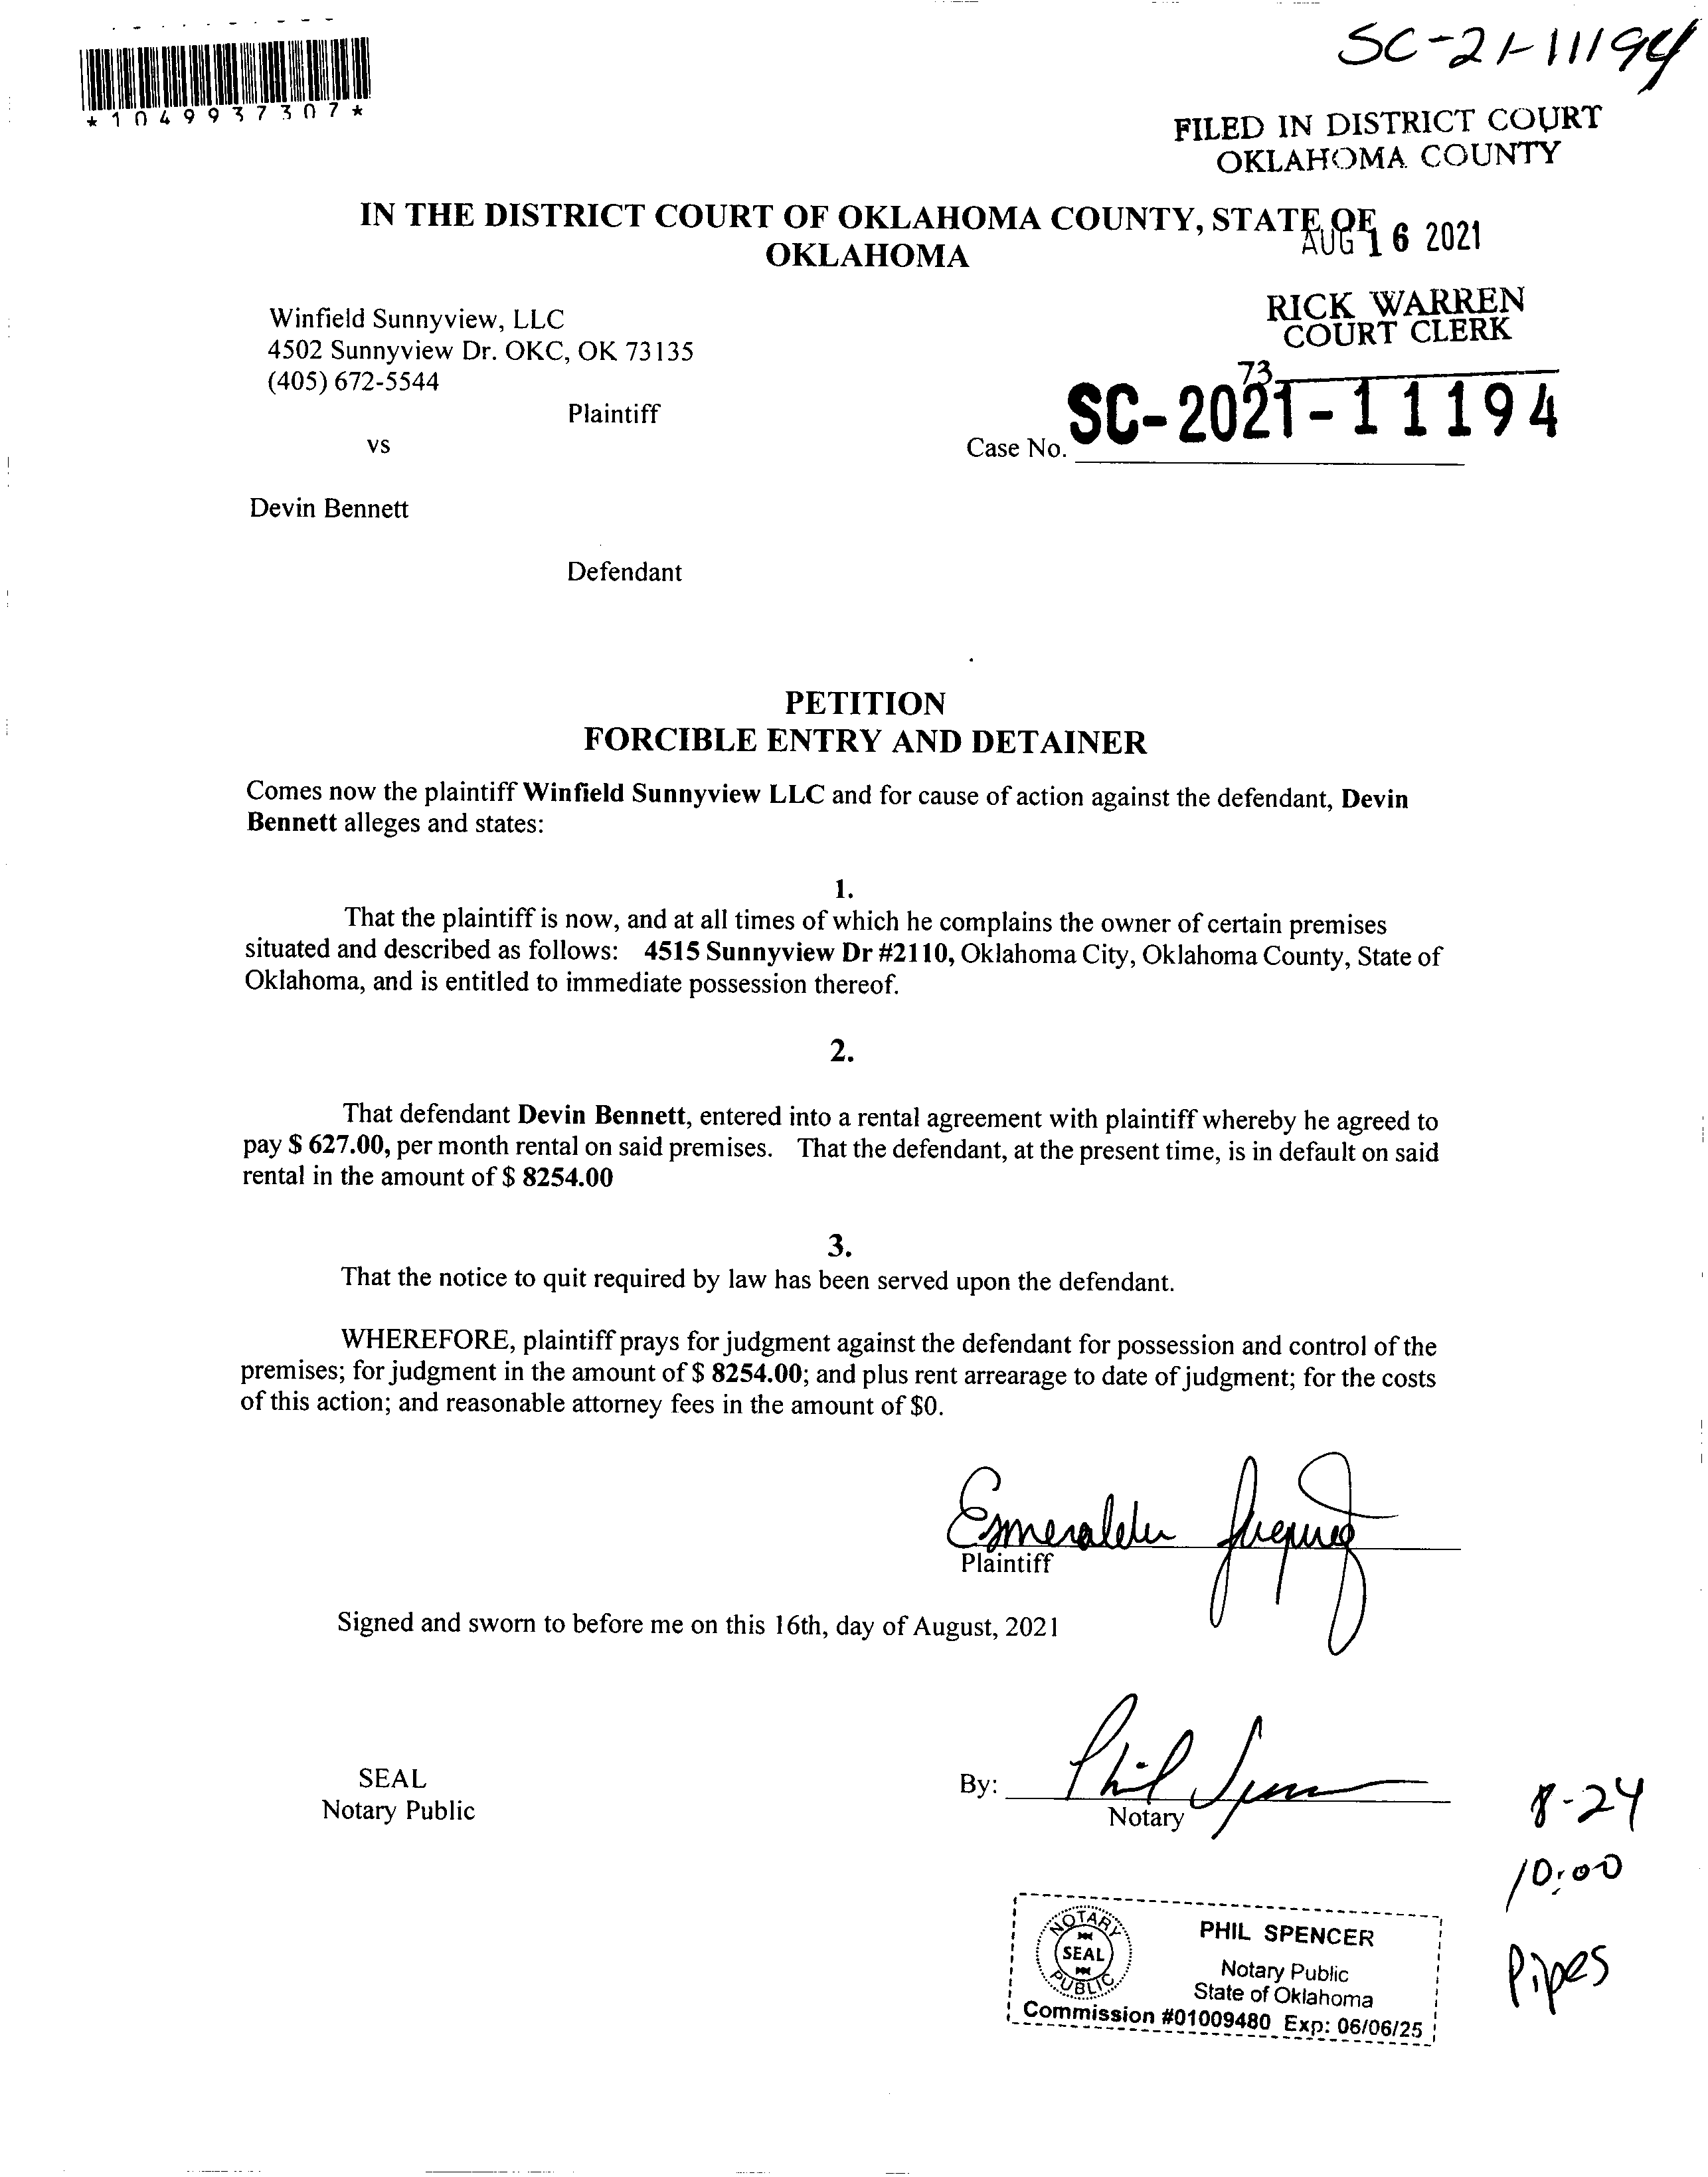 SC-21-11194
*1049937307*
FILED IN DISTRICT COURT
OKLAHOMA COUNTY
IN THE DISTRICT COURT OF OKLAHOMA COUNTY, STATE OF
OKLAHOMA
AUG 16 2021
RICK WARREN
COURT CLERK
73
Winfield Sunnyview, LLC
4502 Sunnyview Dr. OKC, OK 73135
(405) 672-5544
Plaintiff
vs
Case No. SC-2021-11194
Devin Bennett
Defendant
PETITION
FORCIBLE ENTRY AND DETAINER
Comes now the plaintiff Winfield Sunnyview LLC and for cause of action against the defendant, Devin
Bennett alleges and states:
1.
That the plaintiff is now, and at all times of which he complains the owner of certain premises
situated and described as follows: 4515 Sunnyview Dr #2110, Oklahoma City, Oklahoma County, State of
Oklahoma, and is entitled to immediate possession thereof.
2.
That defendant Devin Bennett, entered into a rental agreement with plaintiff whereby he agreed to
pay $ 627.00, per month rental on said premises. That the defendant, at the present time, is in default on said
rental in the amount of $ 8254.00
3.
That the notice to quit required by law has been served upon the defendant.
WHEREFORE, plaintiff prays for judgment against the defendant for possession and control of the
premises; for judgment in the amount of $ 8254.00; and plus rent arrearage to date of judgment; for the costs
of this action; and reasonable attorney fees in the amount of $0.
Esmeralda
Plaintiff
Signed and sworn to before me on this 16th, day of August, 2021
SEAL
Notary Public
By: Phil Spencer
Notary
8-24
10:00
Pipes
NOTARY
SEAL
PUBLIC
PHIL SPENCER
Notary Public
State of Oklahoma
Commission #01009480 Exp: 06/06/25